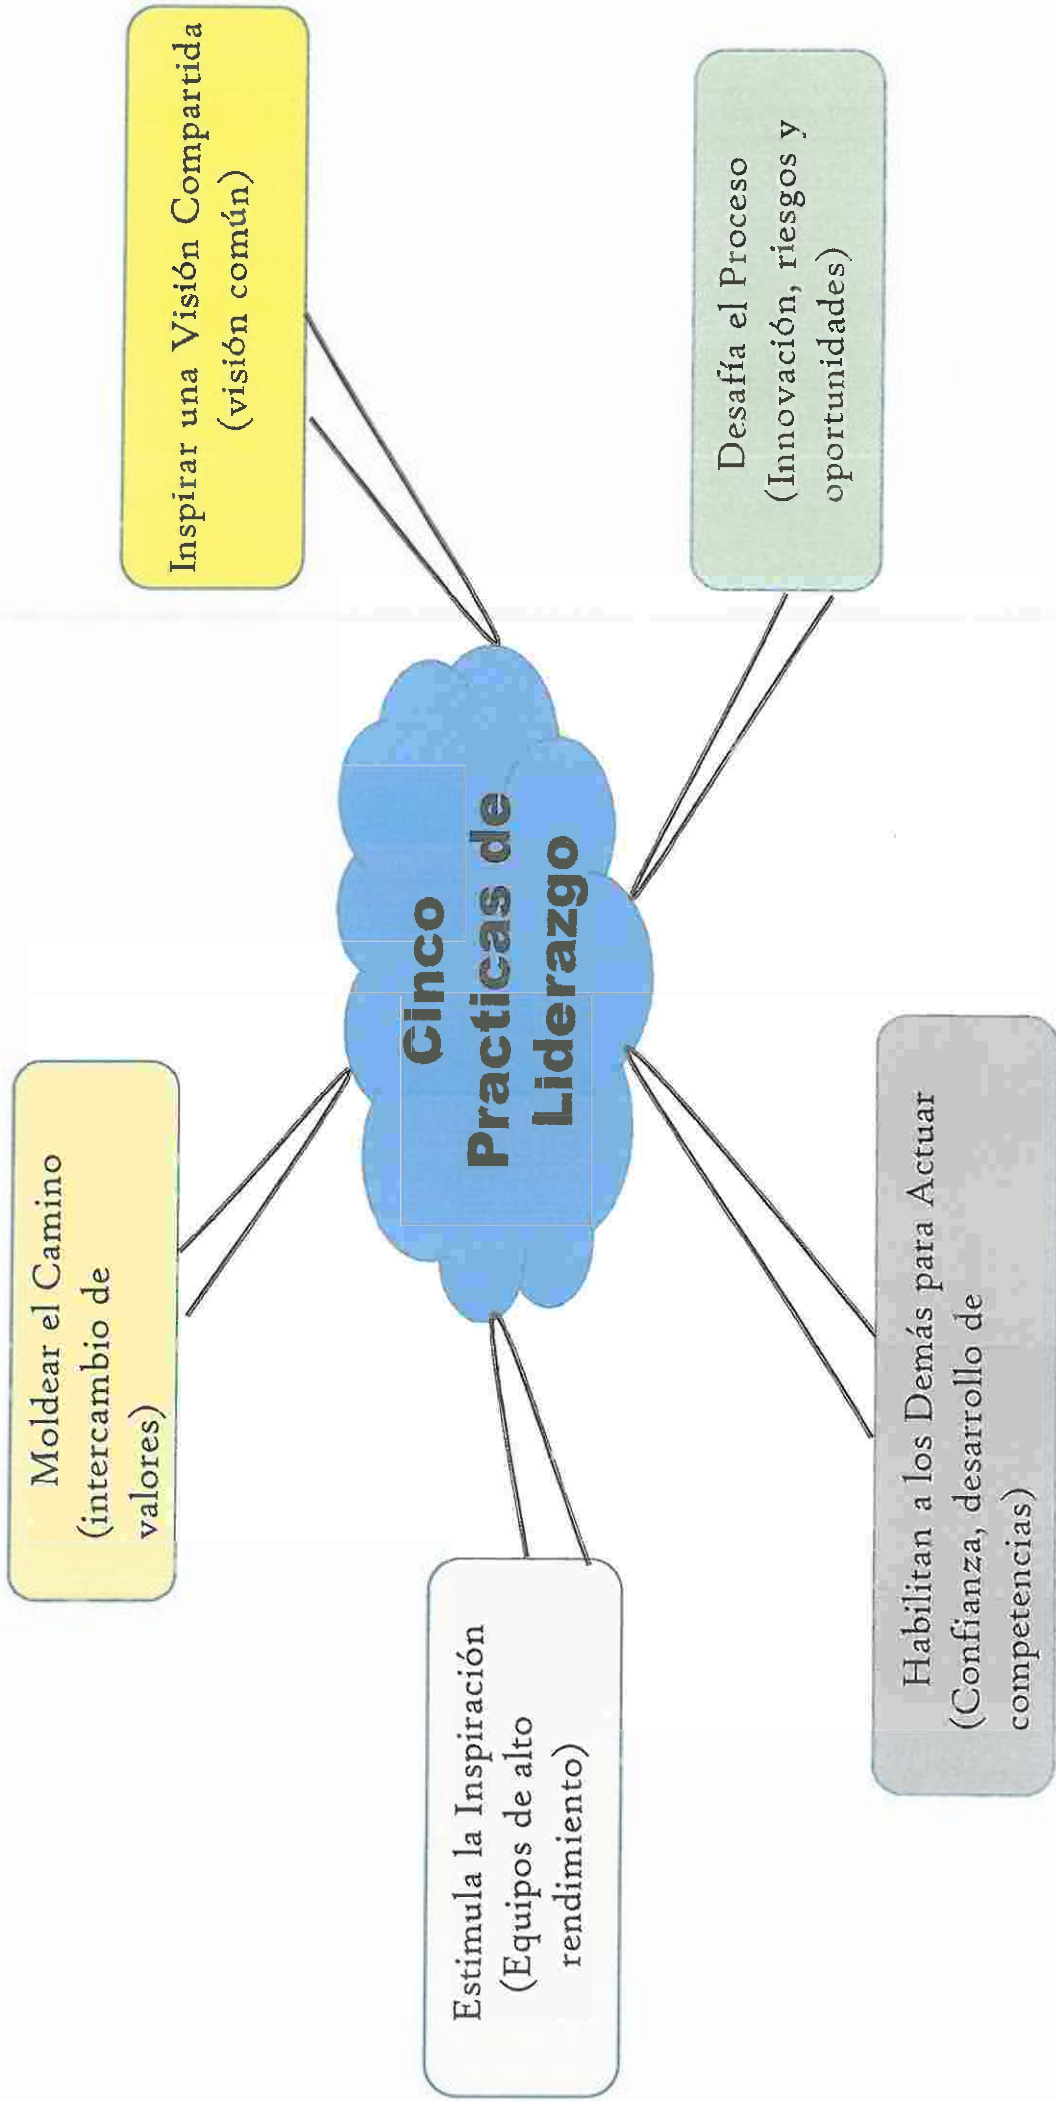 Moldear el Camino
(intercambio de
valores)
Inspirar una Visión Compartida
(visión común)
Cinco
Practicas de
Liderazgo
Estimula la Inspiración
(Equipos de alto
rendimiento)
Desafía el Proceso
(Innovación, riesgos y
oportunidades)
Habilitan a los Demás para Actuar
(Confianza, desarrollo de
competencias)